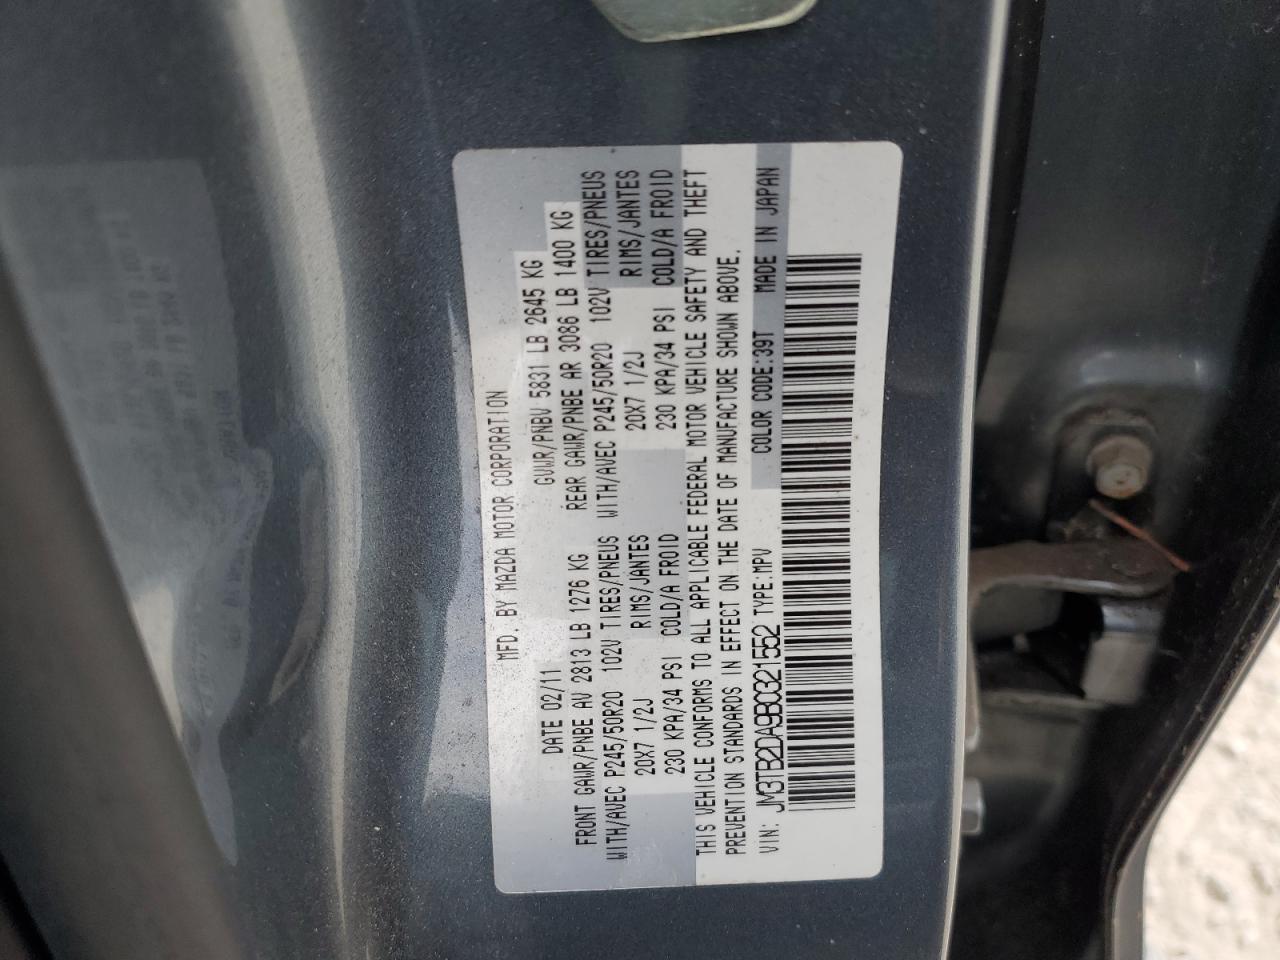 MFD. BY MAZDA MOTOR CORPORATION
DATE 02/11 GVWR/PNBV 5831 LB 2645 KG
FRONT GAWR/PNBE AV 2813 LB 1276 KG REAR GAWR/PNBE AR 3086 LB 1400 KG
WITH/AVEC P245/50R20 102V TIRES/PNEUS WITH/AVEC P245/50R20 102V TIRES/PNEUS
20X7 1/2J RIMS/JANTES 20X7 1/2J RIMS/JANTES
230 KPA/34 PSI COLD/A FROID 230 KPA/34 PSI COLD/A FROID
THIS VEHICLE CONFORMS TO ALL APPLICABLE FEDERAL MOTOR VEHICLE SAFETY AND THEFT
PREVENTION STANDARDS IN EFFECT ON THE DATE OF MANUFACTURE SHOWN ABOVE.
VIN: JM3TB2DA9B0321552 TYPE:MPV COLOR CODE:39T MADE IN JAPAN